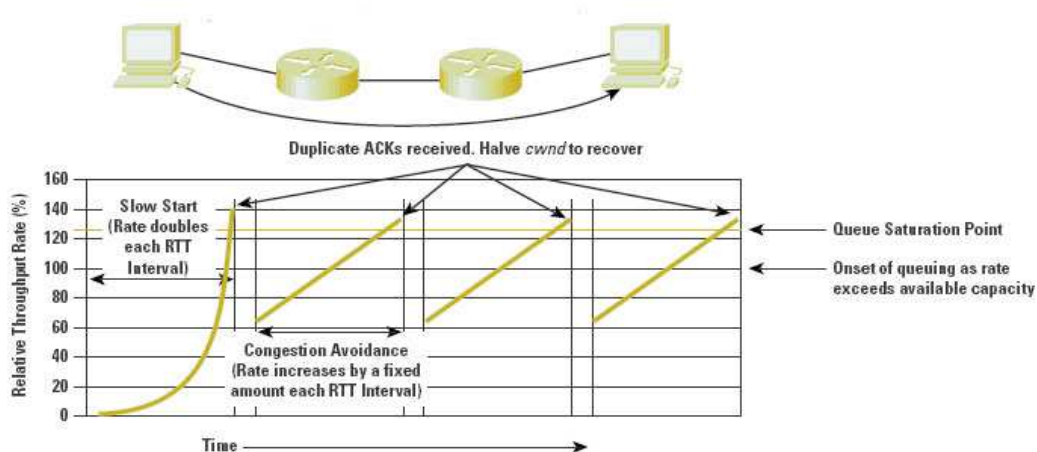 Duplicate ACKs received. Halve cwnd to recover
Relative Throughput Rate (%)
160
140
120
100
80
60
40
20
0
Slow Start
(Rate doubles
each RTT
Interval)
Queue Saturation Point
Onset of queuing as rate
exceeds available capacity
Congestion Avoidance
(Rate increases by a fixed
amount each RTT Interval)
Time